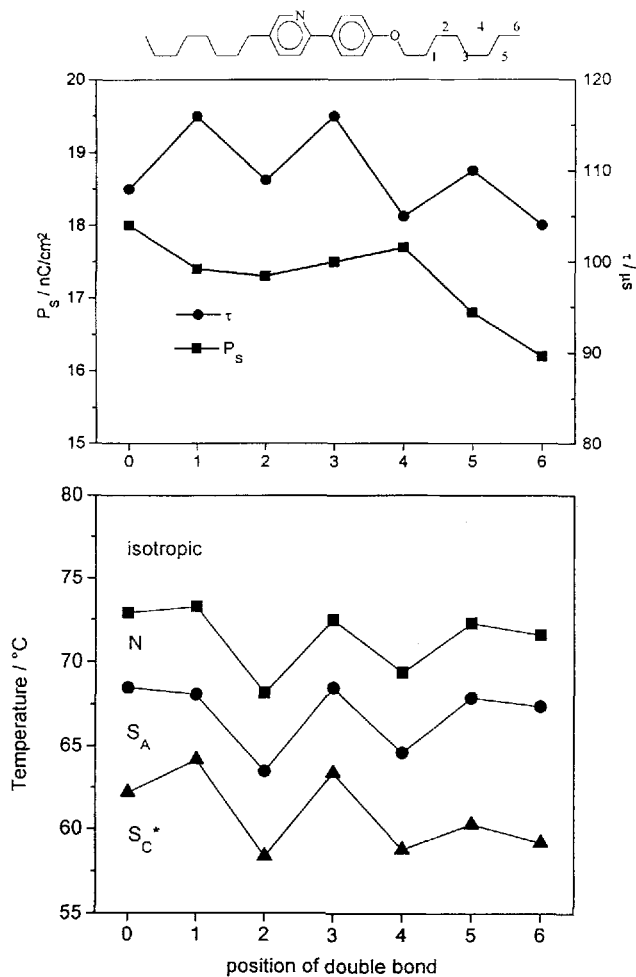 N
O
1 2 3 4 5 6
20 120
19
18
17
16
15
110
100
90
80
P_s / nC/cm²
τ / µs
τ
P_s
0 1 2 3 4 5 6
80
75
70
65
60
55
Temperature / °C
isotropic
N
S_A
S_C*
0 1 2 3 4 5 6
position of double bond